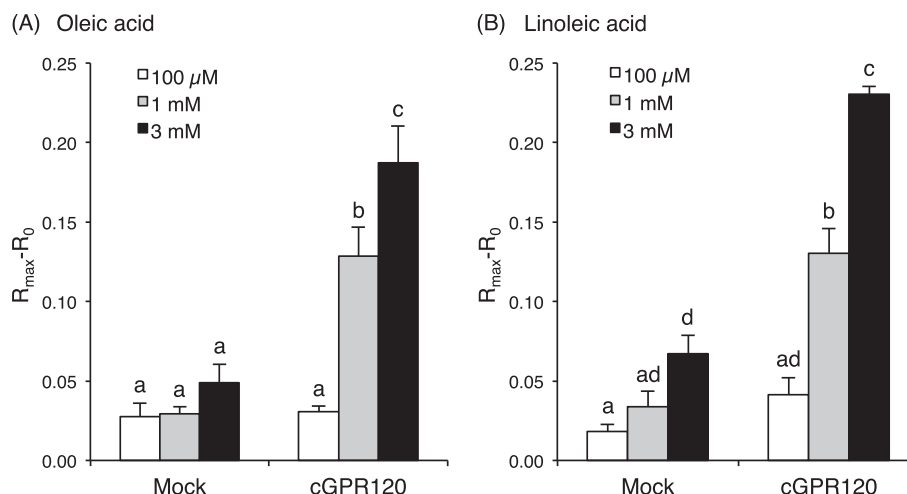 (A) Oleic acid
0.25
0.20
0.15
0.10
0.05
0.00
Rmax-R0
100 µM
1 mM
3 mM
a
a
a
a
b
c
Mock
cGPR120
(B) Linoleic acid
0.25
0.20
0.15
0.10
0.05
0.00
Rmax-R0
100 µM
1 mM
3 mM
a
ad
d
ad
b
c
Mock
cGPR120